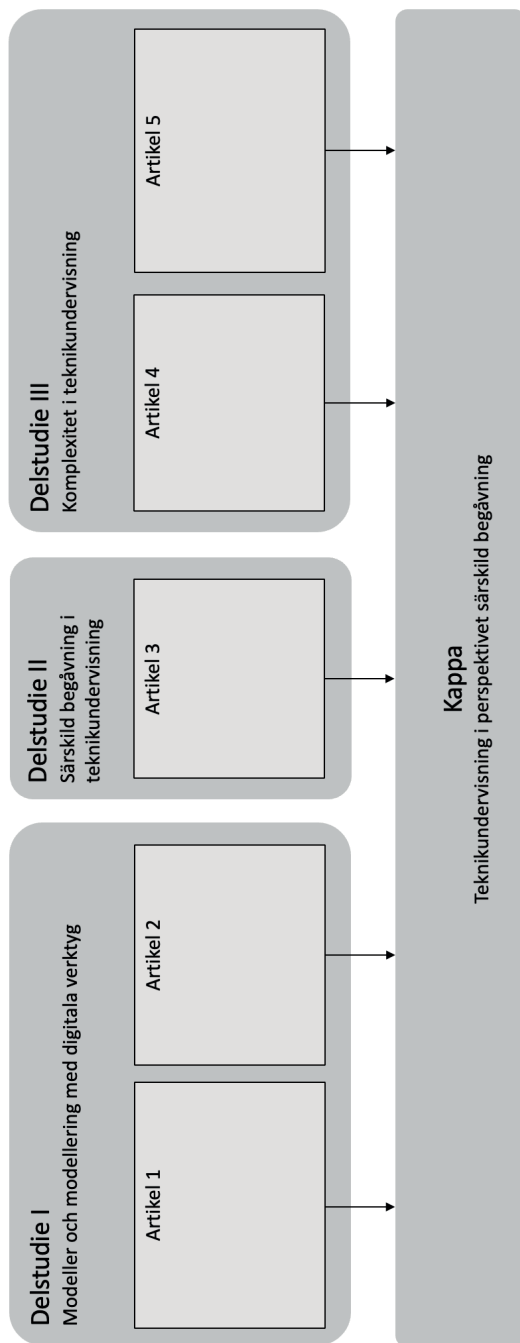 Delstudie I
Modeller och modellering med digitala verktyg
Artikel 1
Artikel 2
Delstudie II
Särskild begåvning i
teknikundervisning
Artikel 3
Delstudie III
Komplexitet i teknikundervisning
Artikel 4
Artikel 5
Kappa
Teknikundervisning i perspektivet särskild begåvning